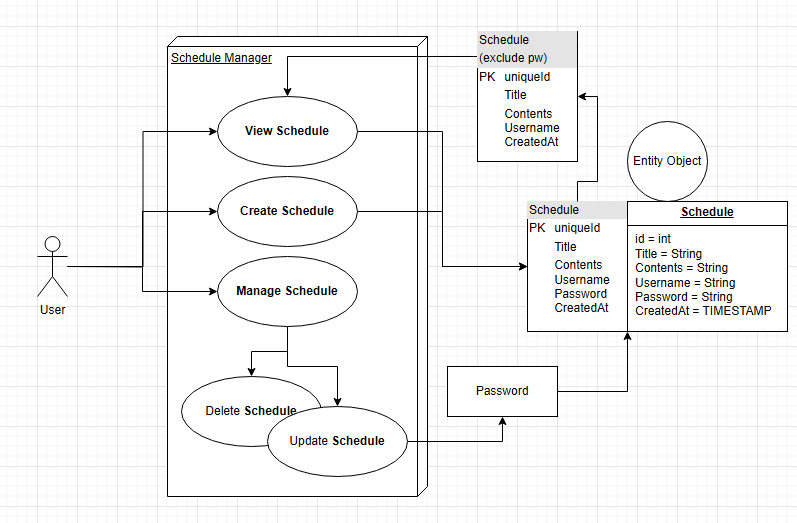 Schedule Manager
View Schedule
Create Schedule
Manage Schedule
Delete Schedule
Update Schedule
User
Schedule
(exclude pw)
PK uniqueId
Title
Contents
Username
CreatedAt
Entity Object
Schedule
PK uniqueId
Title
Contents
Username
Password
CreatedAt
Schedule
id = int
Title = String
Contents = String
Username = String
Password = String
CreatedAt = TIMESTAMP
Password